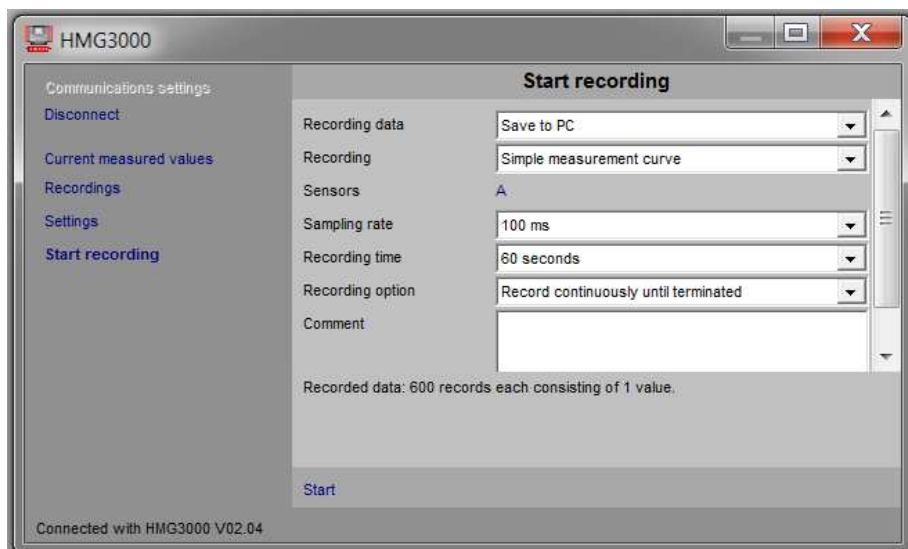 HMG3000
Communications settings
Disconnect
Current measured values
Recordings
Settings
Start recording
Start recording
Recording data Save to PC
Recording Simple measurement curve
Sensors A
Sampling rate 100 ms
Recording time 60 seconds
Recording option Record continuously until terminated
Comment
Recorded data: 600 records each consisting of 1 value.
Start
Connected with HMG3000 V02.04